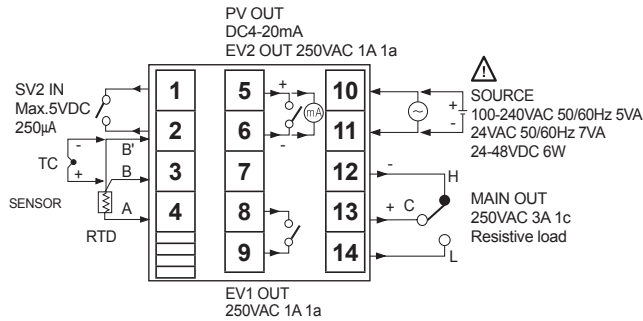 PV OUT
DC4-20mA
EV2 OUT 250VAC 1A 1a
SV2 IN
Max.5VDC
250µA
TC
-
+
B'
B
A
SENSOR
RTD
1
2
3
4
5
6
7
8
9
+
-
mA
10
11
12
13
14
~
+
-
!
SOURCE
100-240VAC 50/60Hz 5VA
24VAC 50/60Hz 7VA
24-48VDC 6W
-
H
+
C
L
MAIN OUT
250VAC 3A 1c
Resistive load
EV1 OUT
250VAC 1A 1a